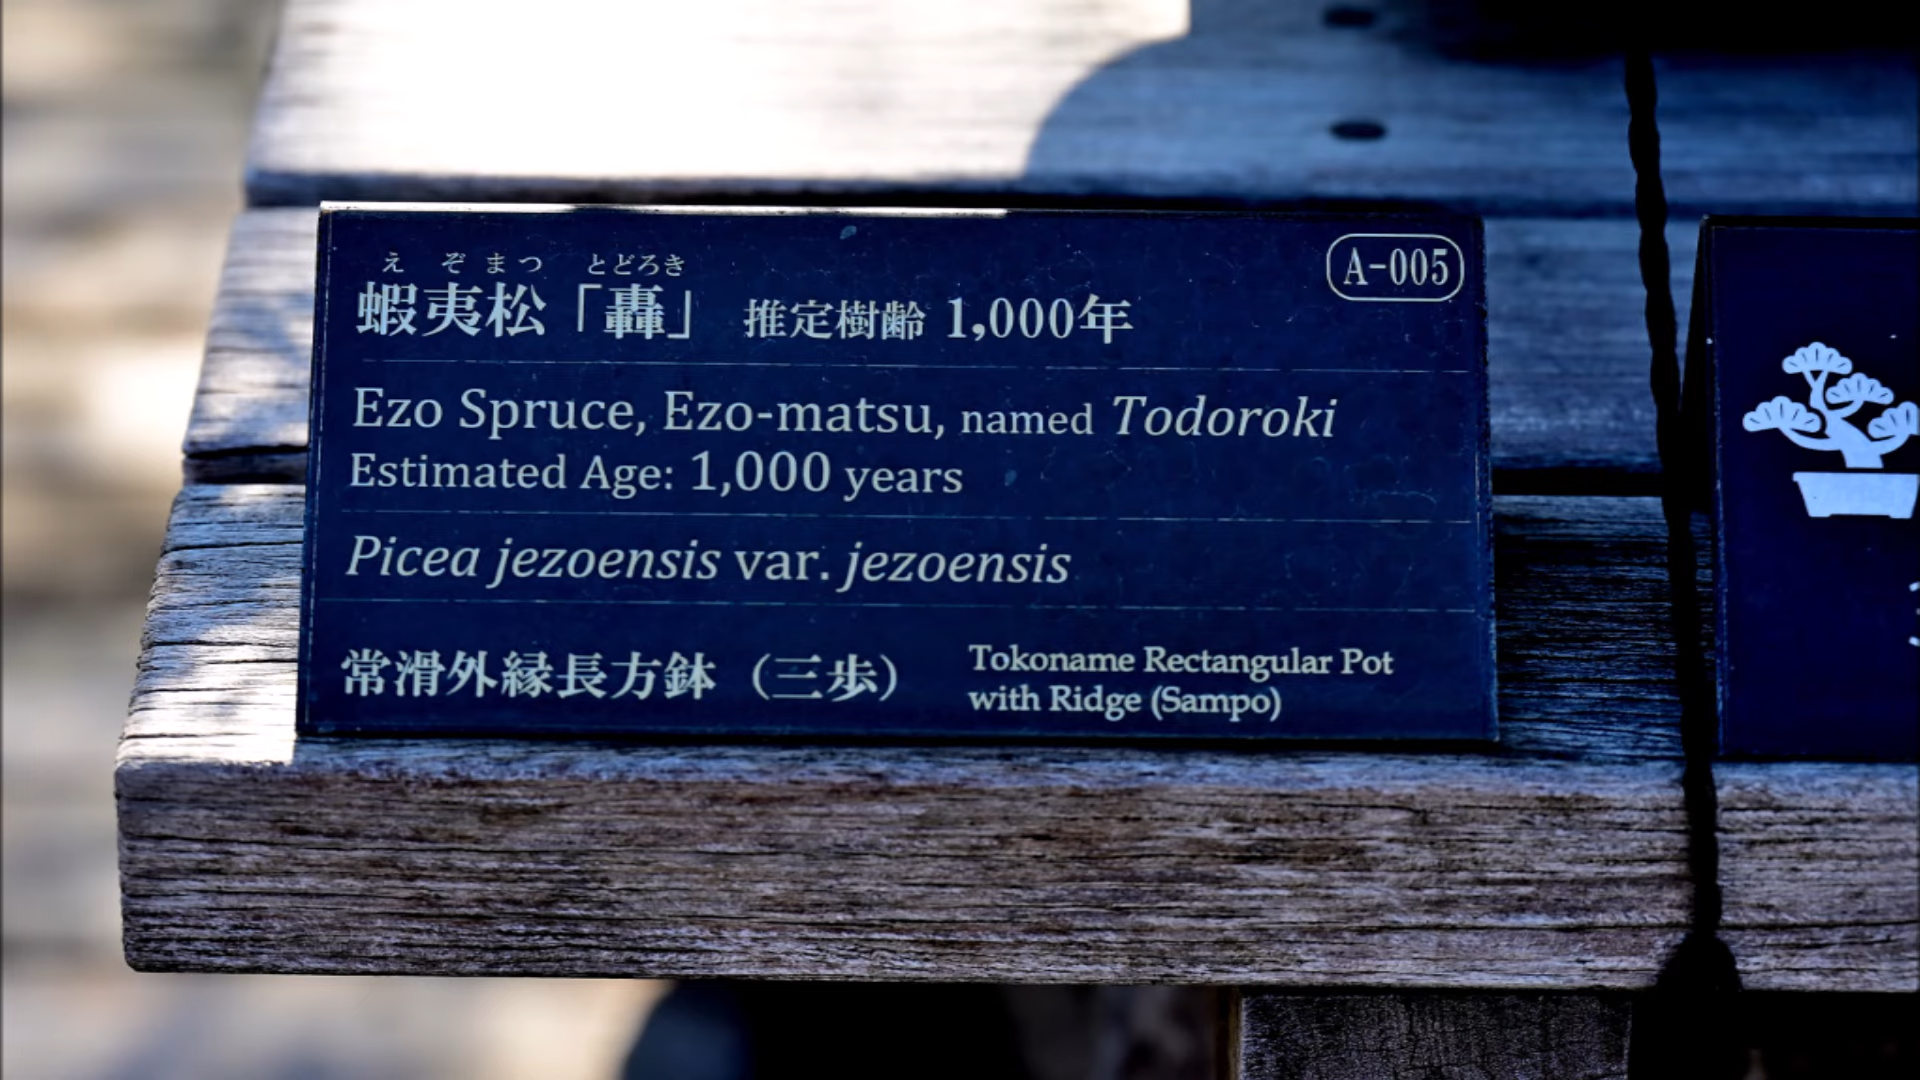 A-005
え ぞ まつ とどろき
蝦夷松「轟」 推定樹齢 1,000年
Ezo Spruce, Ezo-matsu, named Todoroki
Estimated Age: 1,000 years
Picea jezoensis var. jezoensis
常滑外縁長方鉢（三歩）
Tokoname Rectangular Pot
with Ridge (Sampo)